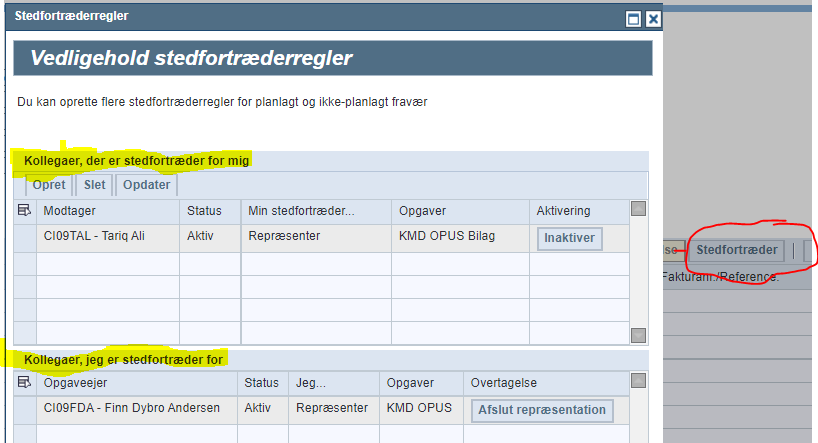 Stedfortræderregler
Vedligehold stedfortræderregler
Du kan oprette flere stedfortræderregler for planlagt og ikke-planlagt fravær
Kollegaer, der er stedfortræder for mig
Opret Slet Opdater
Modtager Status Min stedfortræder... Opgaver Aktivering
CI09TAL - Tariq Ali Aktiv Repræsenter KMD OPUS Bilag Inaktiver
Kollegaer, jeg er stedfortræder for
Opgaveejer Status Jeg... Opgaver Overtagelse
CI09FDA - Finn Dybro Andersen Aktiv Repræsenter KMD OPUS Afslut repræsentation
Stedfortræder
Fakturanr./Reference.